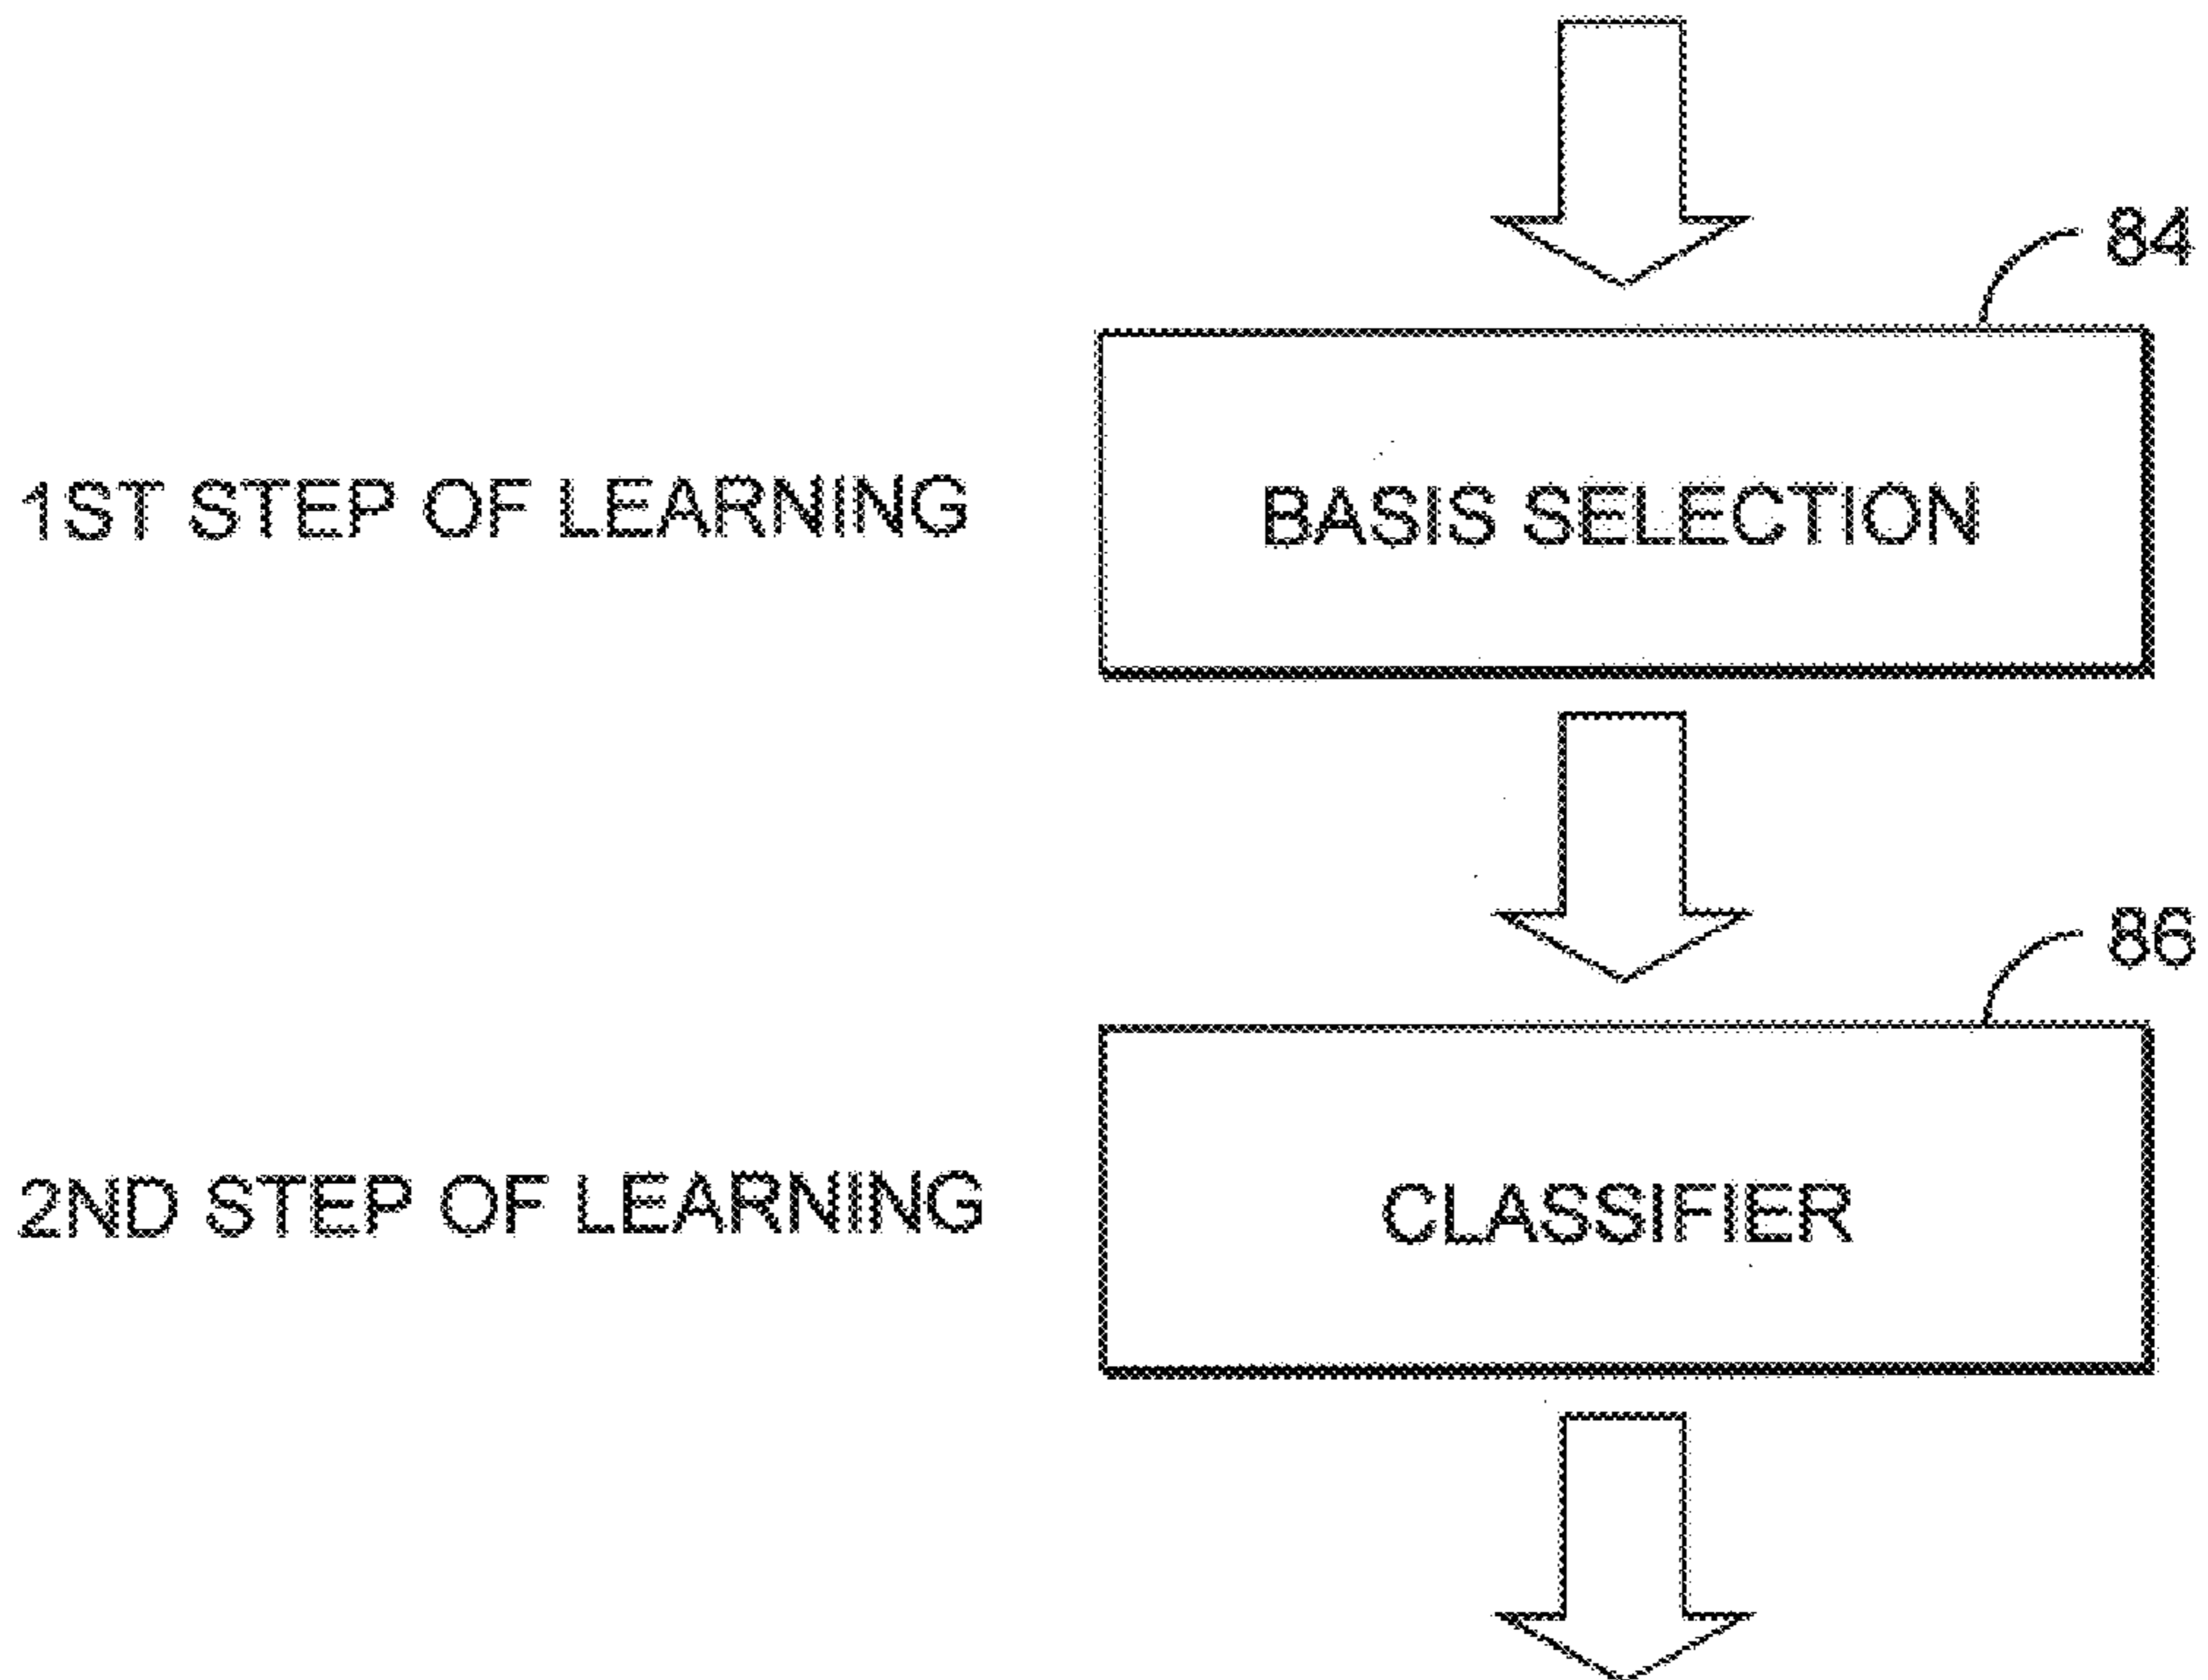 84
1ST STEP OF LEARNING
BASIS SELECTION
86
2ND STEP OF LEARNING
CLASSIFIER